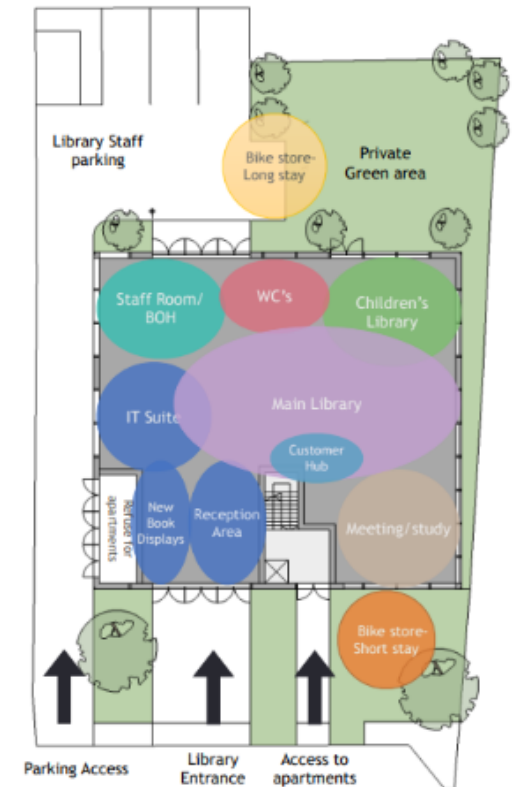 Library Staff
parking
Bike store-
Long stay
Private
Green area
Staff Room/
BOH
WC's
Children's
Library
IT Suite
Main Library
Customer
Hub
New
Book
Displays
Reception
Area
Refuse for
apartments
Meeting/study
Bike store-
Short stay
Parking Access
Library
Entrance
Access to
apartments